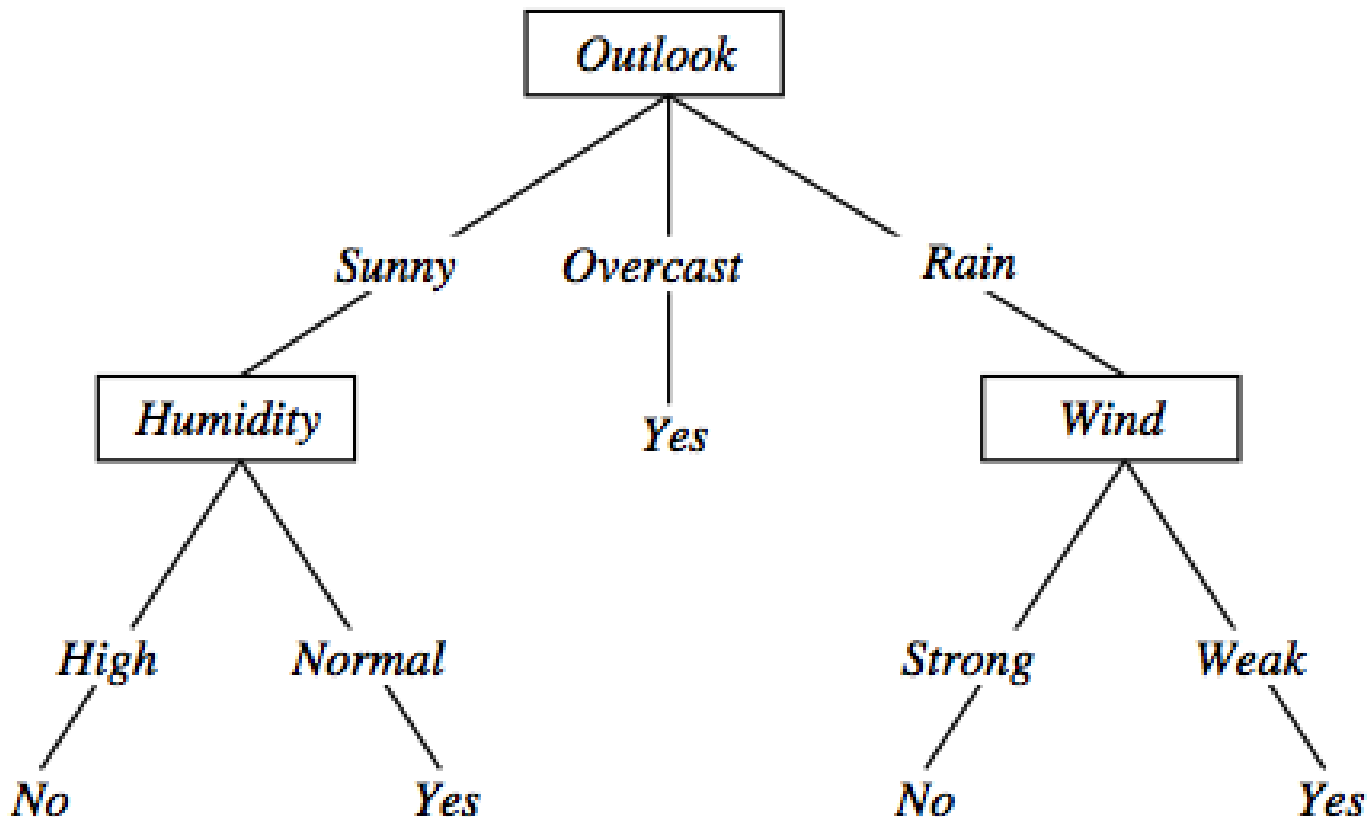 Outlook
Sunny Overcast Rain
Humidity Yes Wind
High Normal Strong Weak
No Yes No Yes